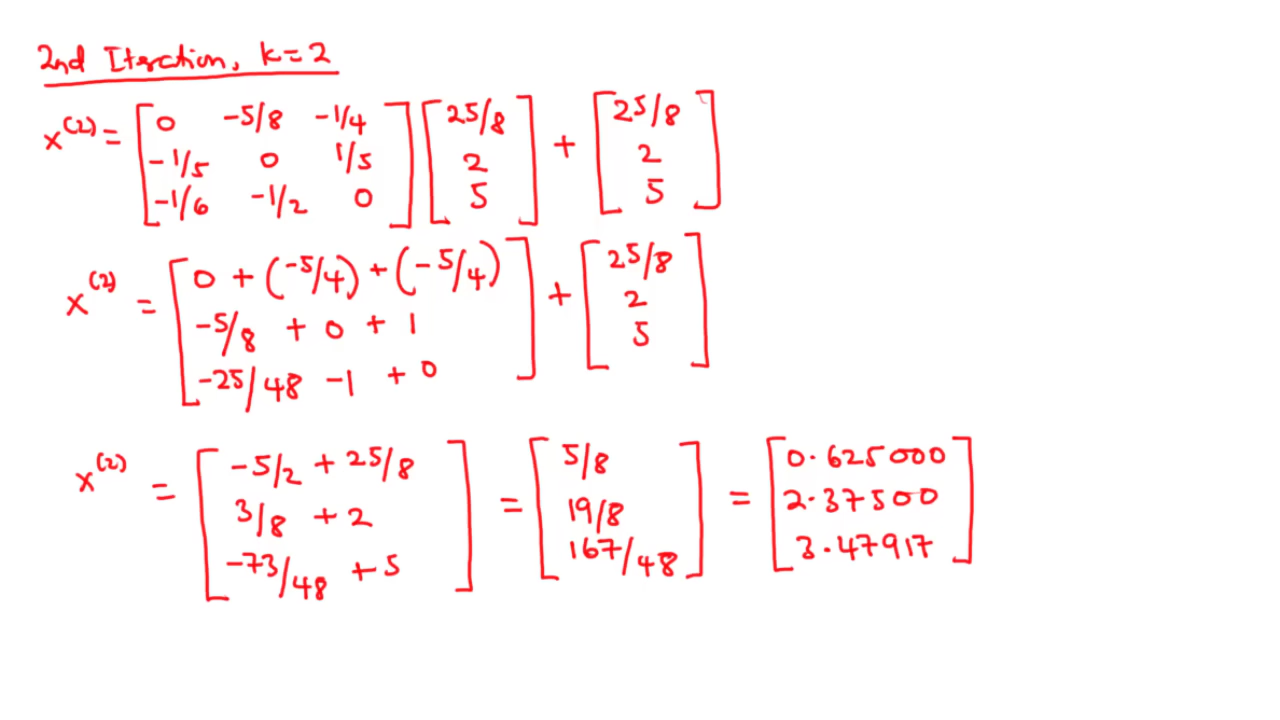 2nd Iteration, k=2
x^(2) = [0 -5/8 -1/4] [25/8] + [25/8]
[-1/5 0 1/5] [2] [2]
[-1/6 -1/2 0] [5] [5]
x^(2) = [0 + (-5/4) + (-5/4)] + [25/8]
[-5/8 + 0 + 1] [2]
[-25/48 -1 + 0] [5]
x^(2) = [-5/2 + 25/8] = [5/8] = [0.625000]
[3/8 + 2] [19/8] [2.37500]
[-73/48 + 5] [167/48] [3.47917]